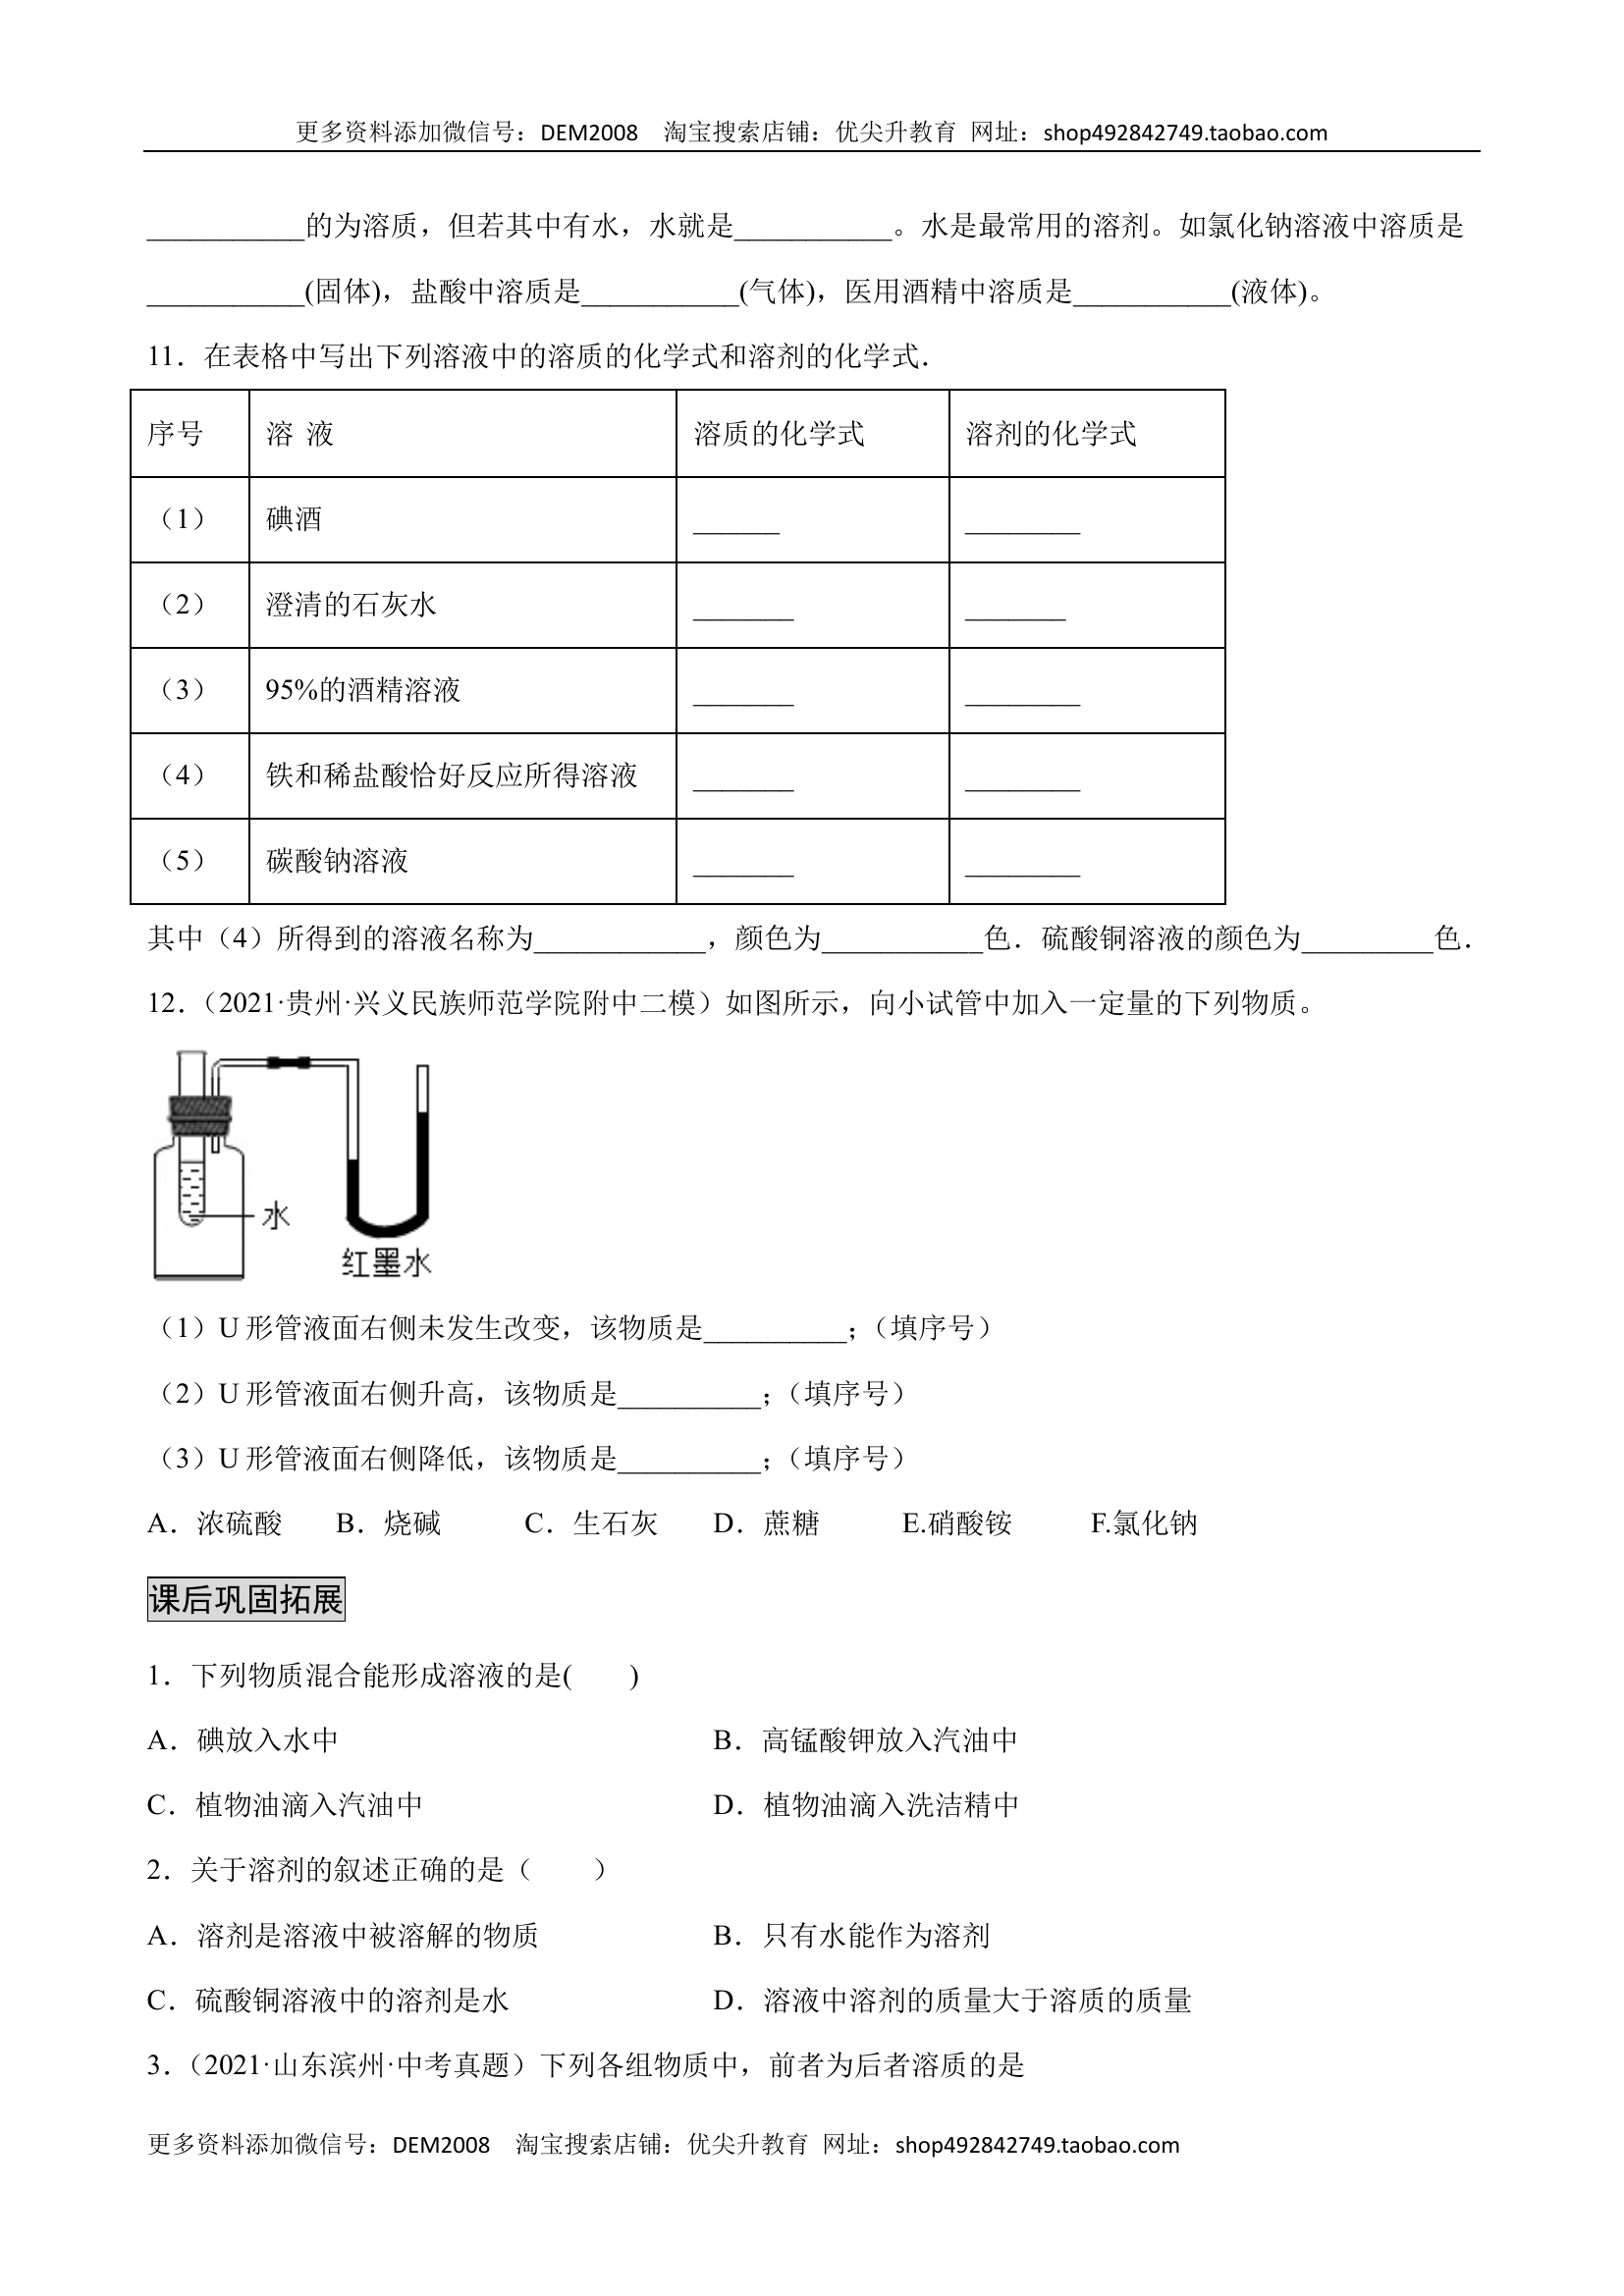 更多资料添加微信号：DEM2008 淘宝搜索店铺：优尖升教育 网址：shop492842749.taobao.com
___________的为溶质，但若其中有水，水就是___________。水是最常用的溶剂。如氯化钠溶液中溶质是
___________(固体)，盐酸中溶质是___________(气体)，医用酒精中溶质是___________(液体)。
11．在表格中写出下列溶液中的溶质的化学式和溶剂的化学式．
序号 溶 液 溶质的化学式 溶剂的化学式
（1） 碘酒 ______ ________
（2） 澄清的石灰水 _______ _______
（3） 95%的酒精溶液 _______ ________
（4） 铁和稀盐酸恰好反应所得溶液 _______ ________
（5） 碳酸钠溶液 _______ ________
其中（4）所得到的溶液名称为____________，颜色为___________色．硫酸铜溶液的颜色为_________色．
12．（2021·贵州·兴义民族师范学院附中二模）如图所示，向小试管中加入一定量的下列物质。
水
红墨水
（1）U 形管液面右侧未发生改变，该物质是__________；（填序号）
（2）U 形管液面右侧升高，该物质是__________；（填序号）
（3）U 形管液面右侧降低，该物质是__________；（填序号）
A．浓硫酸 B．烧碱 C．生石灰 D．蔗糖 E.硝酸铵 F.氯化钠
课后巩固拓展
1．下列物质混合能形成溶液的是( )
A．碘放入水中 B．高锰酸钾放入汽油中
C．植物油滴入汽油中 D．植物油滴入洗洁精中
2．关于溶剂的叙述正确的是（ ）
A．溶剂是溶液中被溶解的物质 B．只有水能作为溶剂
C．硫酸铜溶液中的溶剂是水 D．溶液中溶剂的质量大于溶质的质量
3．（2021·山东滨州·中考真题）下列各组物质中，前者为后者溶质的是
更多资料添加微信号：DEM2008 淘宝搜索店铺：优尖升教育 网址：shop492842749.taobao.com